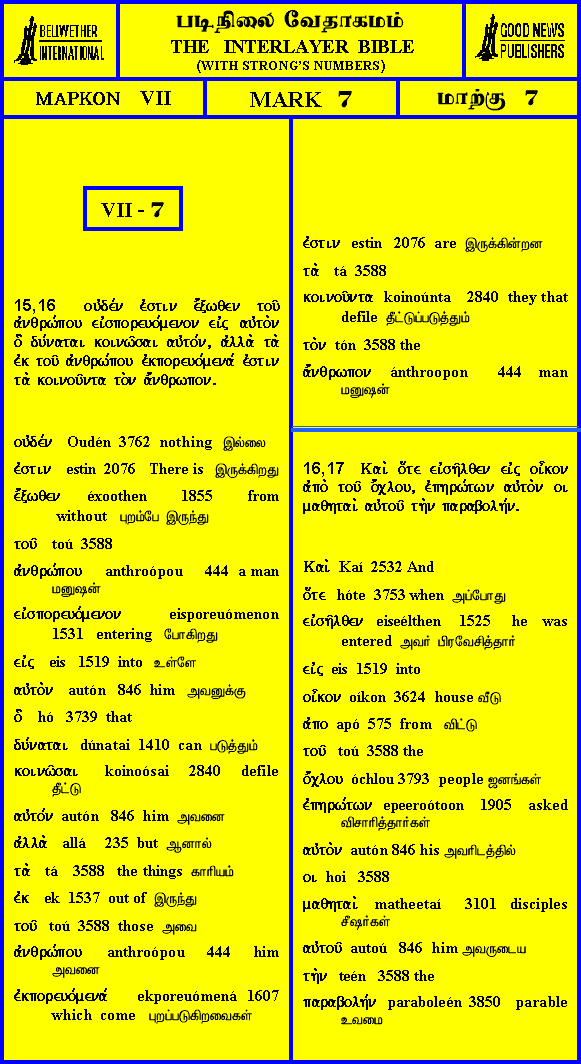 BELLWETHER
INTERNATIONAL
படிநிலை வேதாகமம்
THE INTERLAYER BIBLE
(WITH STRONG'S NUMBERS)
GOOD NEWS
PUBLISHERS
ΜΑΡΚΟΝ VII
MARK 7
மாற்கு 7
VII - 7
15,16 οὐδέν ἐστιν ἔξωθεν τοῦ
ἀνθρώπου εἰσπορευόμενον εἰς αὐτὸν
ὃ δύναται κοινῶσαι αὐτόν, ἀλλὰ τὰ
ἐκ τοῦ ἀνθρώπου ἐκπορευόμενά ἐστιν
τὰ κοινοῦντα τὸν ἄνθρωπον.
οὐδέν Oudén 3762 nothing இல்லை
ἐστιν estin 2076 There is இருக்கிறது
ἔξωθεν éxoothen 1855 from
without புறம்பே இருந்து
τοῦ toú 3588
ἀνθρώπου anthroópou 444 a man
மனுஷன்
εἰσπορευόμενον eisporeuómenon
1531 entering போகிறது
εἰς eis 1519 into உள்ளே
αὐτὸν autón 846 him அவனுக்கு
ὃ hó 3739 that
δύναται dúnatai 1410 can படுத்தும்
κοινῶσαι koinoósai 2840 defile
தீட்டு
αὐτόν autón 846 him அவனை
ἀλλὰ allá 235 but ஆனால்
τὰ tá 3588 the things காரியம்
ἐκ ek 1537 out of இருந்து
τοῦ toú 3588 those அவை
ἀνθρώπου anthroópou 444 him
அவனை
ἐκπορευόμενά ekporeuómená 1607
which come புறப்படுகிறவைகள்
ἐστιν estin 2076 are இருக்கின்றன
τὰ tá 3588
κοινοῦντα koinoúnta 2840 they that
defile தீட்டுப்படுத்தும்
τὸν tón 3588 the
ἄνθρωπον ánthroopon 444 man
மனுஷன்
16,17 Καὶ ὅτε εἰσῆλθεν εἰς οἶκον
ἀπὸ τοῦ ὄχλου, ἐπηρώτων αὐτὸν οι
μαθηταὶ αὐτοῦ τὴν παραβολήν.
Καὶ Kaí 2532 And
ὅτε hóte 3753 when அப்போது
εἰσῆλθεν eiseélthen 1525 he was
entered அவர் பிரவேசித்தார்
εἰς eis 1519 into
οἶκον oíkon 3624 house வீடு
ἀπο apó 575 from விட்டு
τοῦ toú 3588 the
ὄχλου óchlou 3793 people ஜனங்கள்
ἐπηρώτων epeeroótoon 1905 asked
விசாரித்தார்கள்
αὐτὸν autón 846 his அவரிடத்தில்
οι hoi 3588
μαθηταὶ matheetaí 3101 disciples
சீஷர்கள்
αὐτοῦ autoú 846 him அவருடைய
τὴν teén 3588 the
παραβολήν paraboleén 3850 parable
உவமை